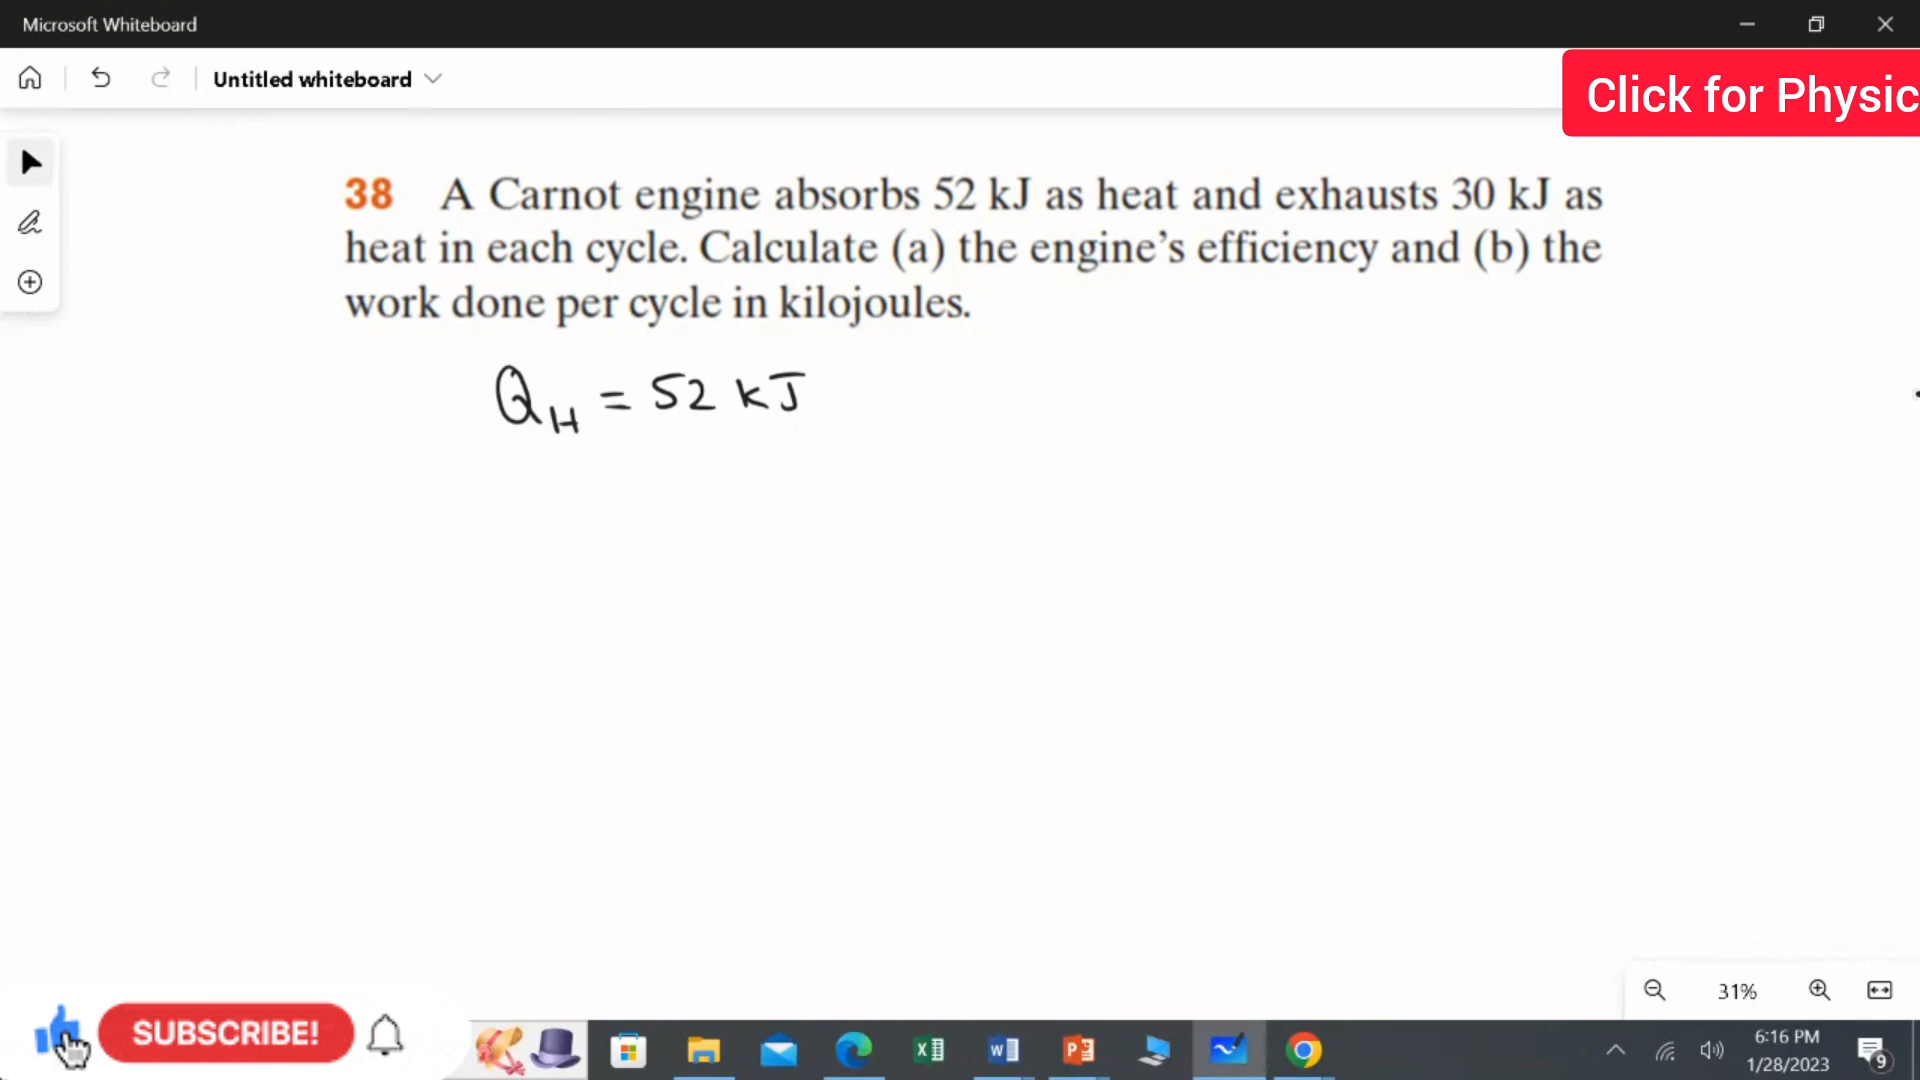 Microsoft Whiteboard
Untitled whiteboard
Click for Physic
38 A Carnot engine absorbs 52 kJ as heat and exhausts 30 kJ as
heat in each cycle. Calculate (a) the engine's efficiency and (b) the
work done per cycle in kilojoules.
Q_H = 52 kJ
31%
SUBSCRIBE!
6:16 PM
1/28/2023
9